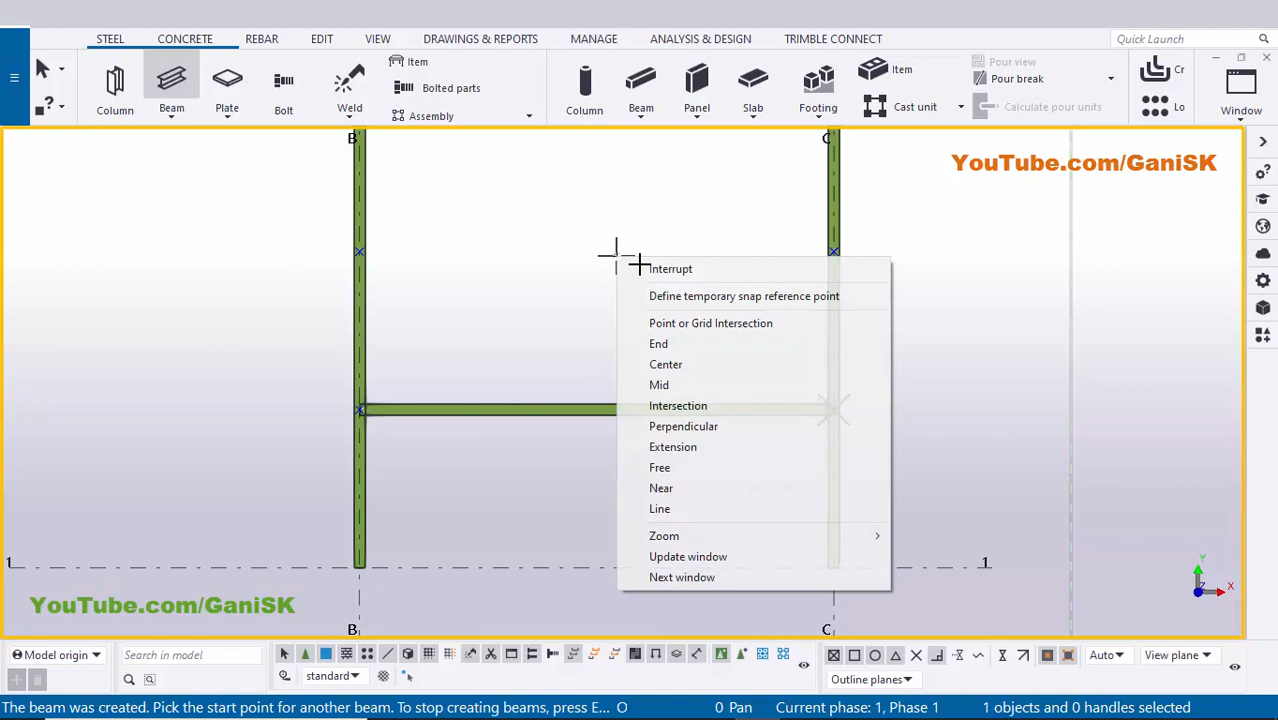 STEEL CONCRETE REBAR EDIT VIEW DRAWINGS & REPORTS MANAGE ANALYSIS & DESIGN TRIMBLE CONNECT Quick Launch
Item Item Pour view Cr
Bolted parts Pour break
Column Beam Plate Bolt Weld Column Beam Panel Slab Footing Cast unit Calculate pour units Lo Window
Assembly
B C
YouTube.com/GaniSK
Interrupt
Define temporary snap reference point
Point or Grid Intersection
End
Center
Mid
Intersection
Perpendicular
Extension
Free
Near
Line
Zoom
Update window
Next window
1 1
Y
Z X
YouTube.com/GaniSK
B C
Model origin Search in model Auto View plane
standard Outline planes
The beam was created. Pick the start point for another beam. To stop creating beams, press E... O 0 Pan Current phase: 1, Phase 1 1 objects and 0 handles selected